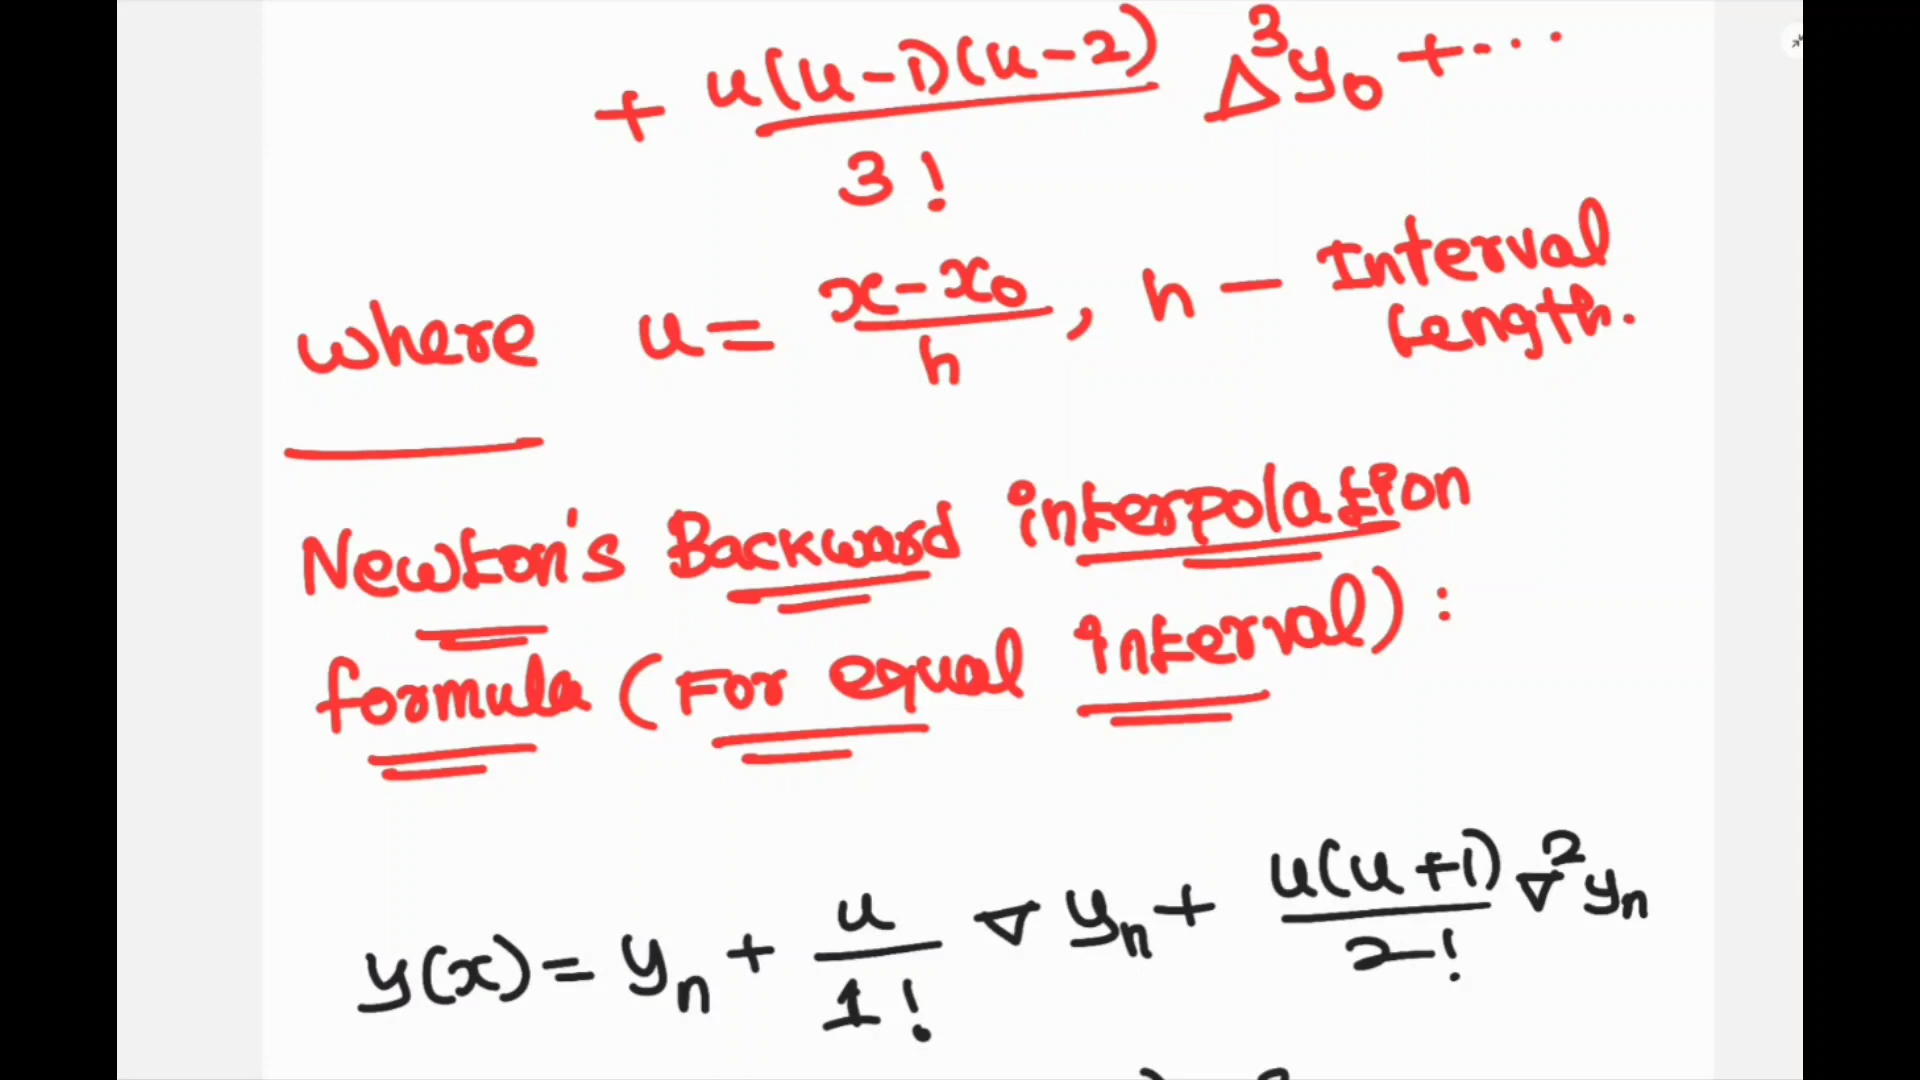 + u(u-1)(u-2)/3! Δ³y₀ + ...
where u = (x-x₀)/h, h - Interval Length.
Newton's Backward interpolation
formula (For equal interval) :
y(x) = yₙ + u/1! ∇yₙ + u(u+1)/2! ∇²yₙ